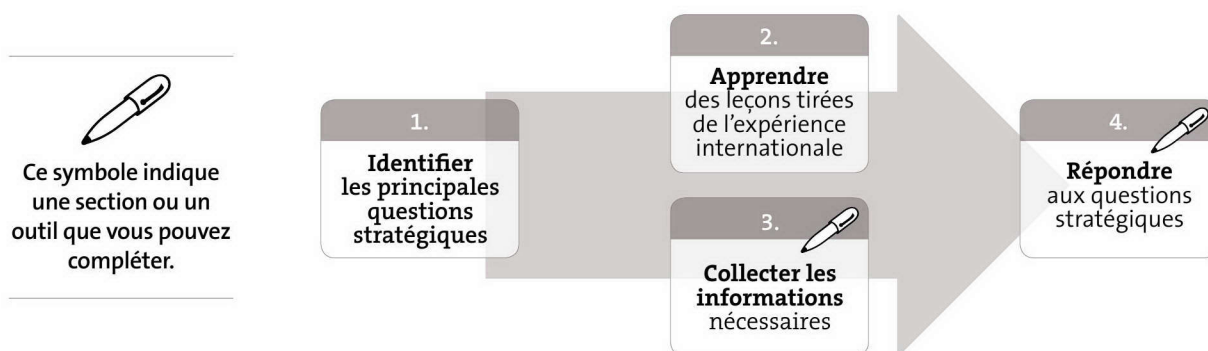 Ce symbole indique
une section ou un
outil que vous pouvez
compléter.
1.
Identifier
les principales
questions
stratégiques
2.
Apprendre
des leçons tirées
de l’expérience
internationale
3.
Collecter les
informations
nécessaires
4.
Répondre
aux questions
stratégiques